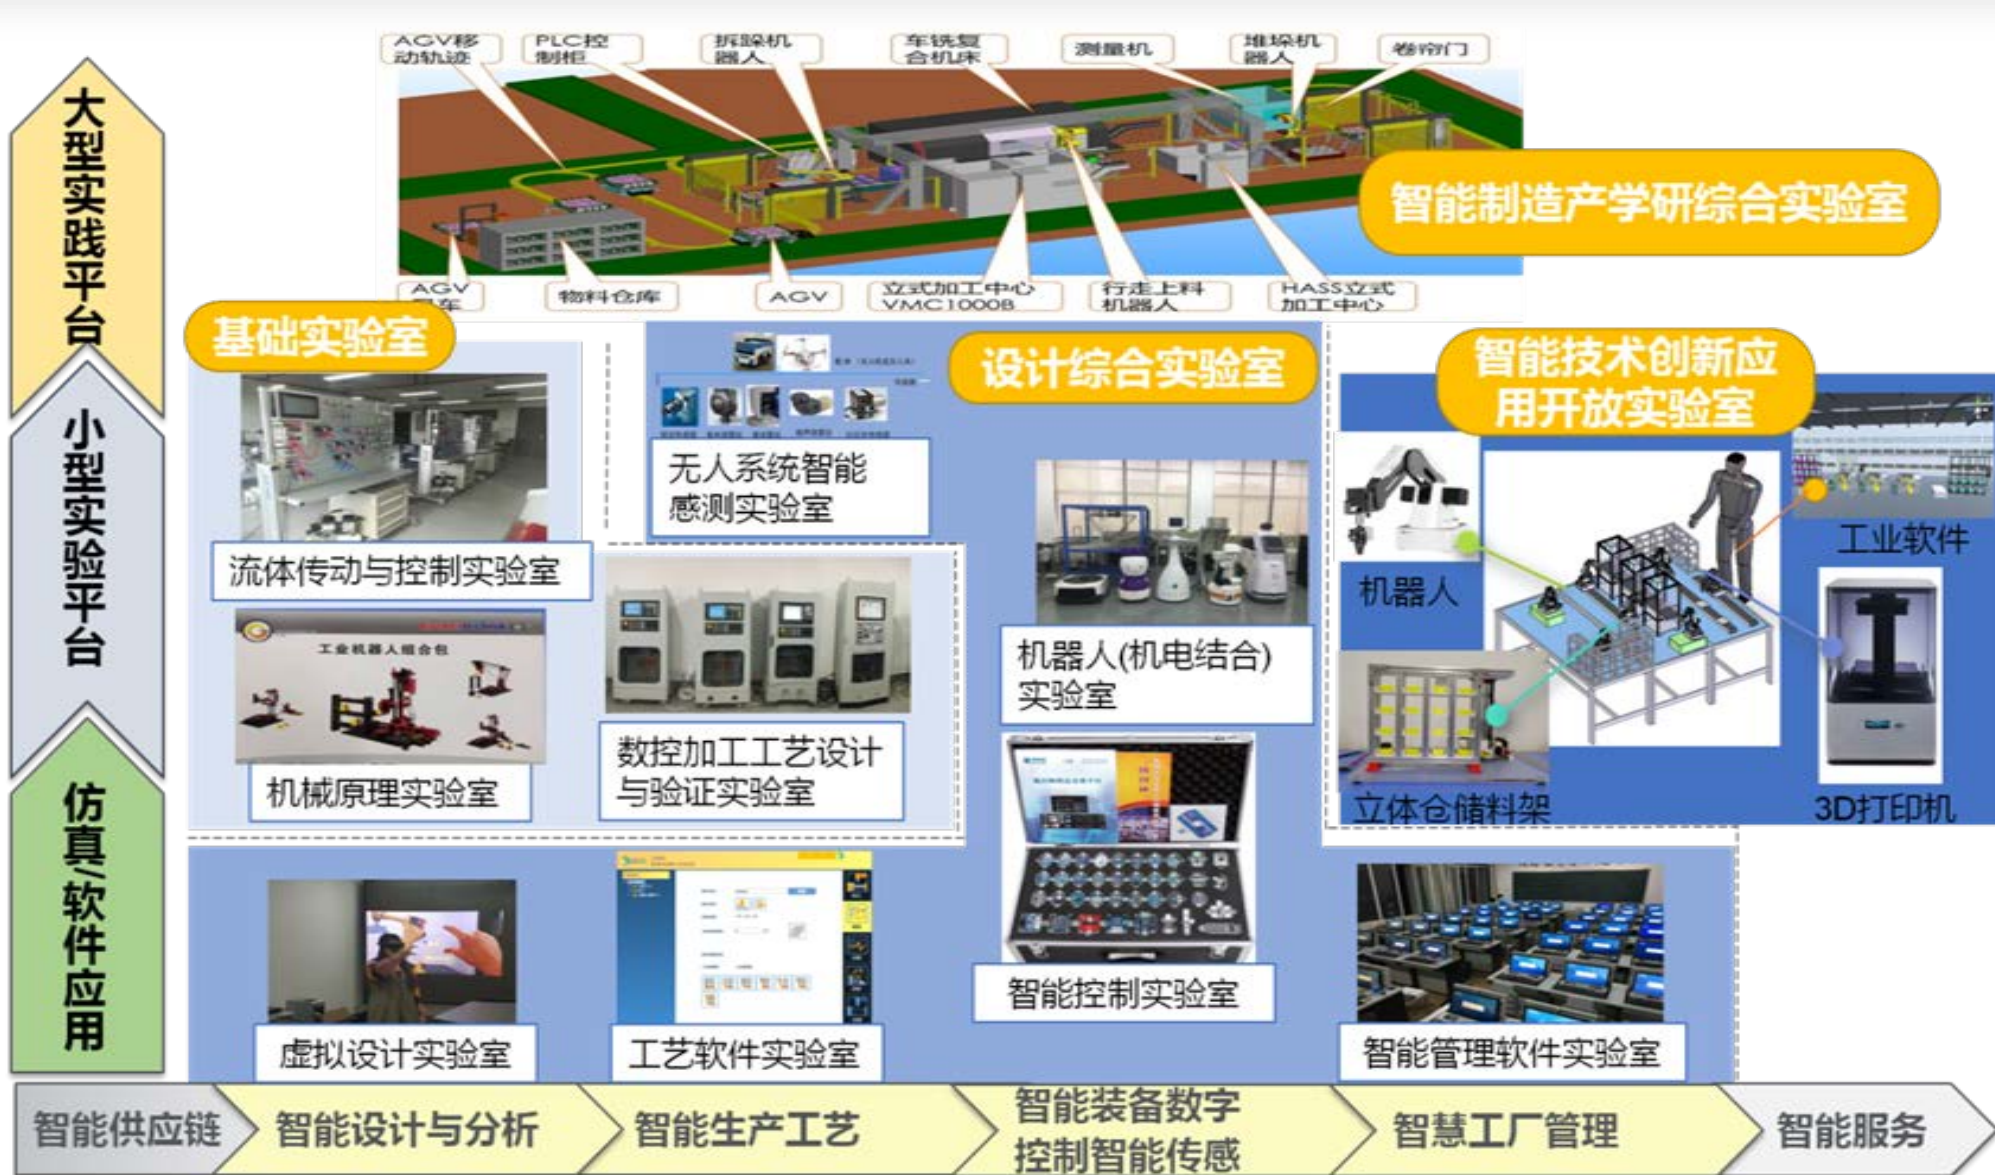 AGV移
动轨迹
PLC控
制柜
拆跺机
器人
车铣复
合机床
测量机
堆垛机
器人
卷帘门
AGV
物料仓库
AGV
立式加工中心
VMC1000B
行走上料
机器人
HASS立式
加工中心
智能制造产学研综合实验室
大型实践平台
小型实验平台
仿真/软件应用
基础实验室
流体传动与控制实验室
工业机器人组合包
机械原理实验室
数控加工工艺设计
与验证实验室
设计综合实验室
无人系统智能
感测实验室
机器人(机电结合)
实验室
智能控制实验室
智能技术创新应
用开放实验室
机器人
工业软件
立体仓储料架
3D打印机
虚拟设计实验室
工艺软件实验室
智能管理软件实验室
智能供应链
智能设计与分析
智能生产工艺
智能装备数字
控制智能传感
智慧工厂管理
智能服务